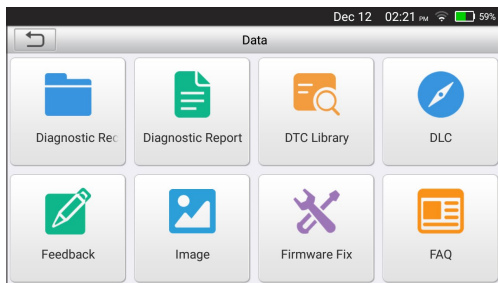 Dec 12 02:21 PM 59%
Data
Diagnostic Rec
Diagnostic Report
DTC Library
DLC
Feedback
Image
Firmware Fix
FAQ